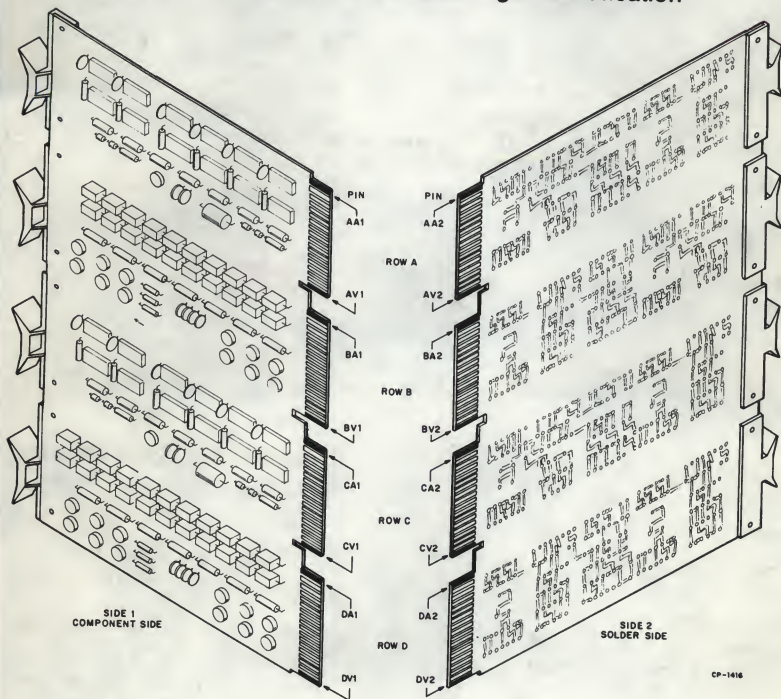 PIN
AA1
ROW A
AV1
BA1
ROW B
BV1
CA1
ROW C
CV1
DA1
ROW D
DV1
PIN
AA2
AV2
BA2
BV2
CA2
CV2
DA2
DV2
SIDE 1
COMPONENT SIDE
SIDE 2
SOLDER SIDE
CP-1416